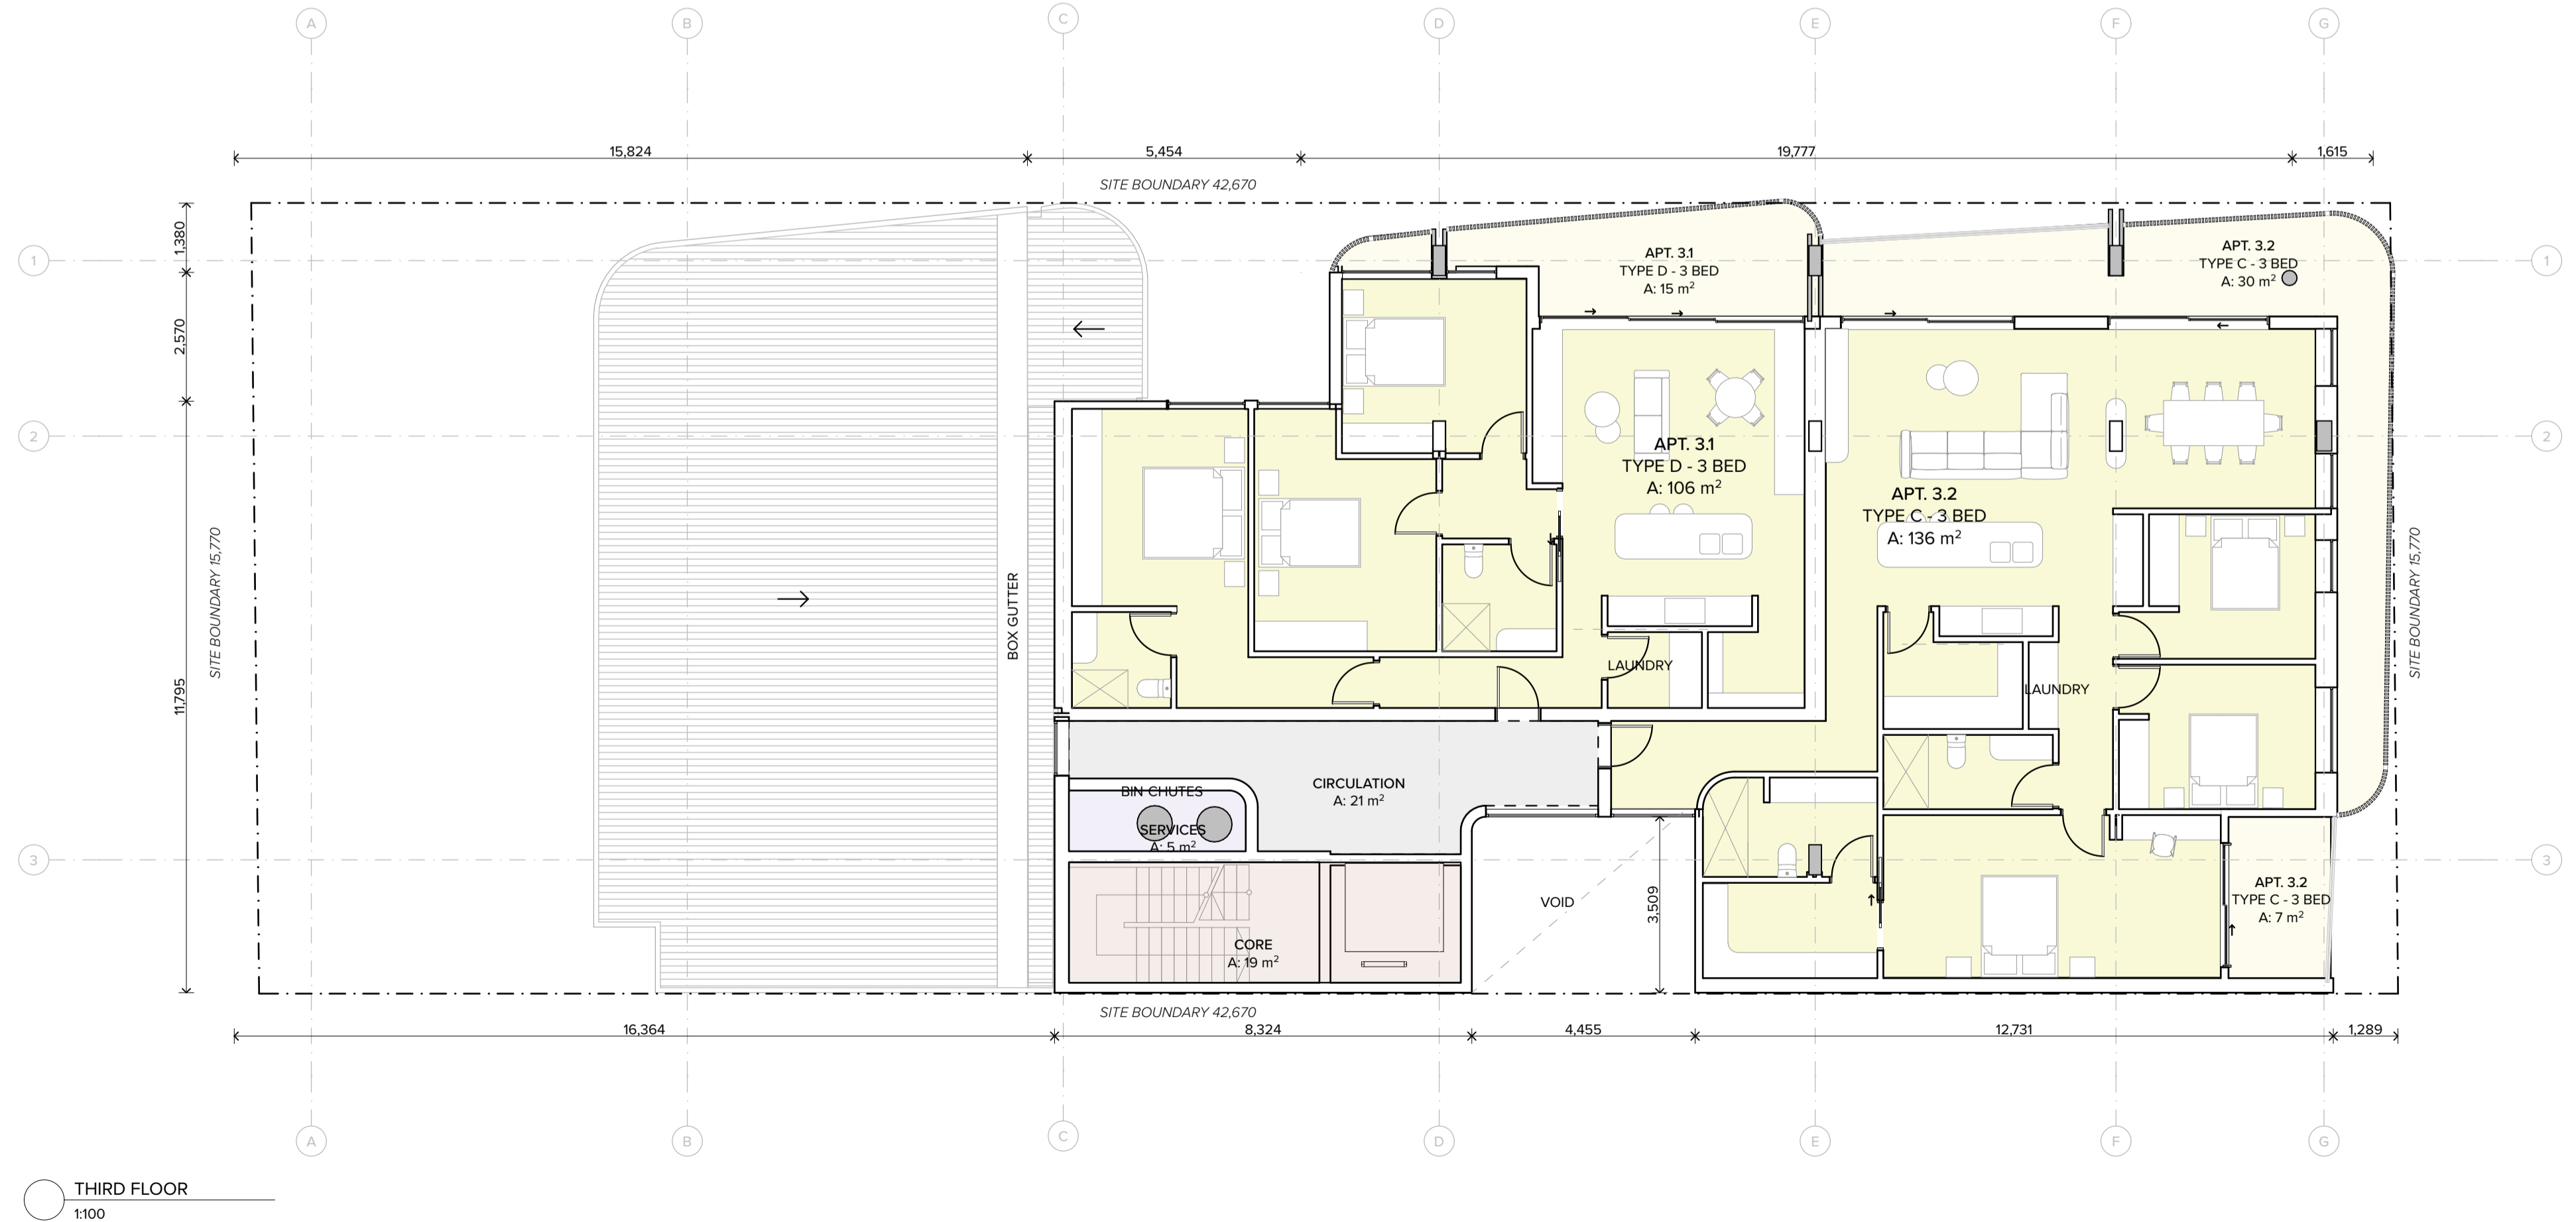 A
B
C
D
E
F
G
15,824
5,454
19,777
1,615
SITE BOUNDARY 42,670
1,380
2,570
11,795
SITE BOUNDARY 15,770
1
2
3
1
2
3
APT. 3.1
TYPE D - 3 BED
A: 15 m²
APT. 3.2
TYPE C - 3 BED
A: 30 m²
APT. 3.1
TYPE D - 3 BED
A: 106 m²
APT. 3.2
TYPE C - 3 BED
A: 136 m²
BOX GUTTER
SITE BOUNDARY 15,770
LAUNDRY
LAUNDRY
CIRCULATION
A: 21 m²
BIN CHUTES
SERVICES
A: 5 m²
CORE
A: 19 m²
VOID
3,509
APT. 3.2
TYPE C - 3 BED
A: 7 m²
SITE BOUNDARY 42,670
16,364
8,324
4,455
12,731
1,289
A
B
C
D
E
F
G
THIRD FLOOR
1:100